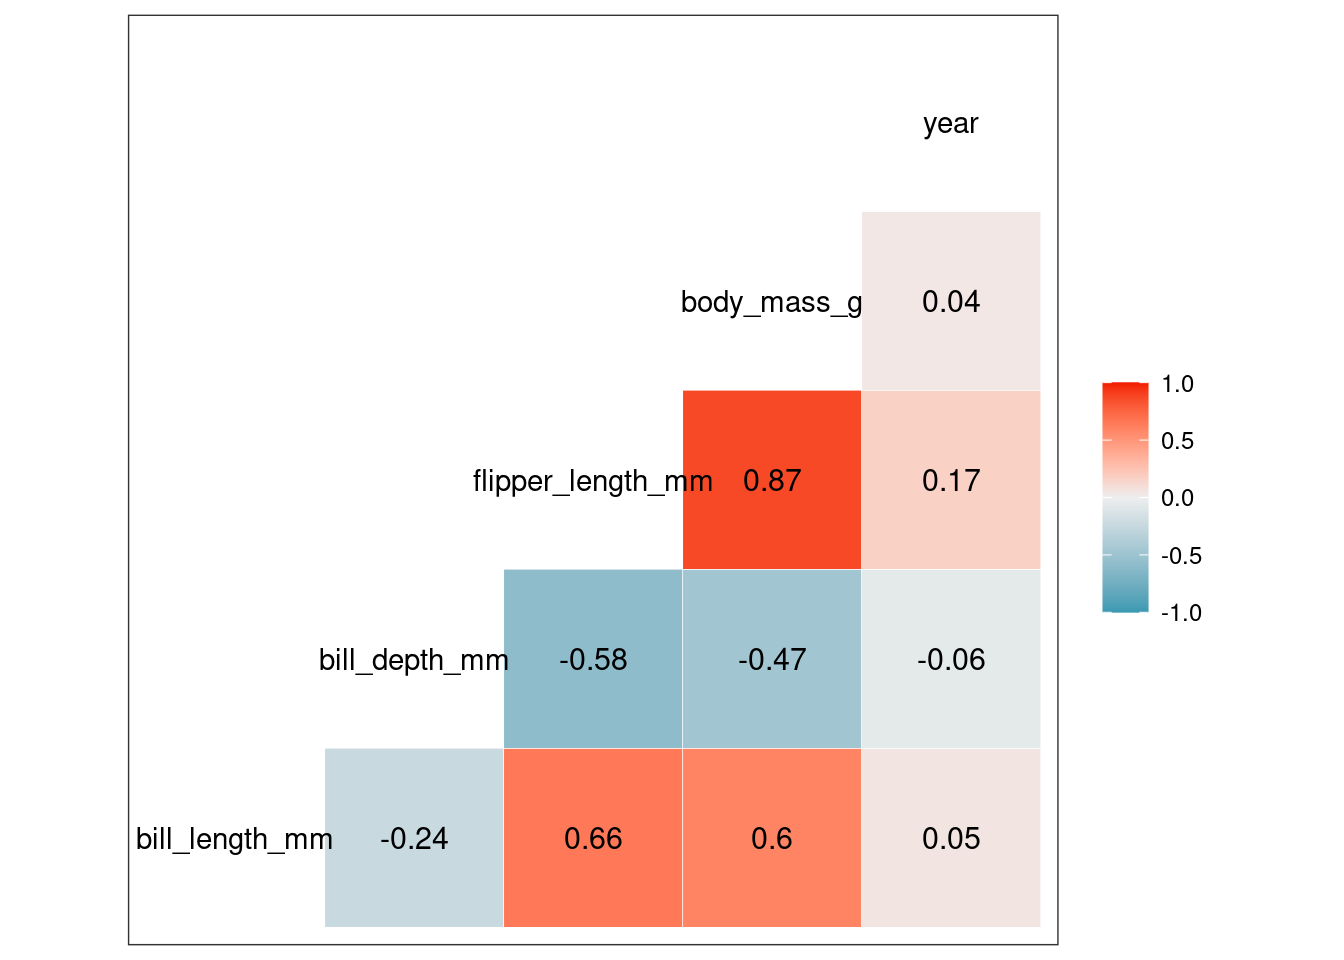 year
body_mass_g 0.04
flipper_length_mm 0.87 0.17
bill_depth_mm -0.58 -0.47 -0.06
bill_length_mm -0.24 0.66 0.6 0.05
1.0
0.5
0.0
-0.5
-1.0